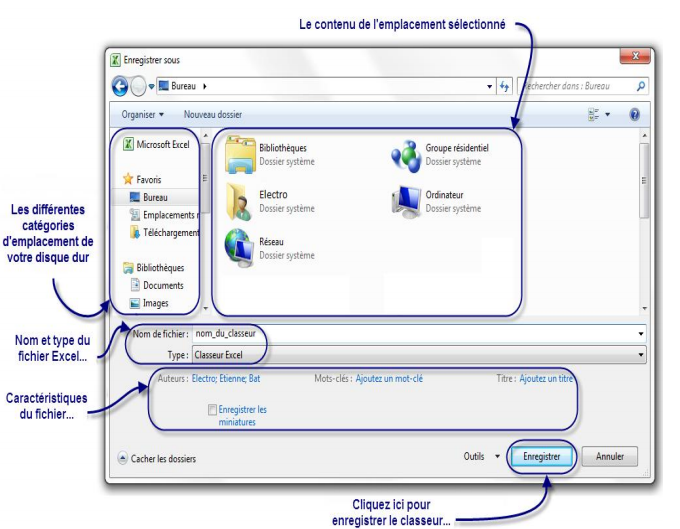 Le contenu de l'emplacement sélectionné
Enregistrer sous
Bureau
Rechercher dans : Bureau
Organiser
Nouveau dossier
Microsoft Excel
Favoris
Bureau
Emplacements r
Téléchargement
Bibliothèques
Documents
Images
Bibliothèques
Dossier système
Groupe résidentiel
Dossier système
Electro
Dossier système
Ordinateur
Dossier système
Réseau
Dossier système
Les différentes
catégories
d'emplacement de
votre disque dur
Nom et type du
fichier Excel...
Nom de fichier : nom_du_classeur
Type : Classeur Excel
Caractéristiques
du fichier...
Auteurs : Electro; Etienne; Bat
Mots-clés : Ajoutez un mot-clé
Titre : Ajoutez un titre
Enregistrer les
miniatures
Cacher les dossiers
Outils
Enregistrer
Annuler
Cliquez ici pour
enregistrer le classeur...